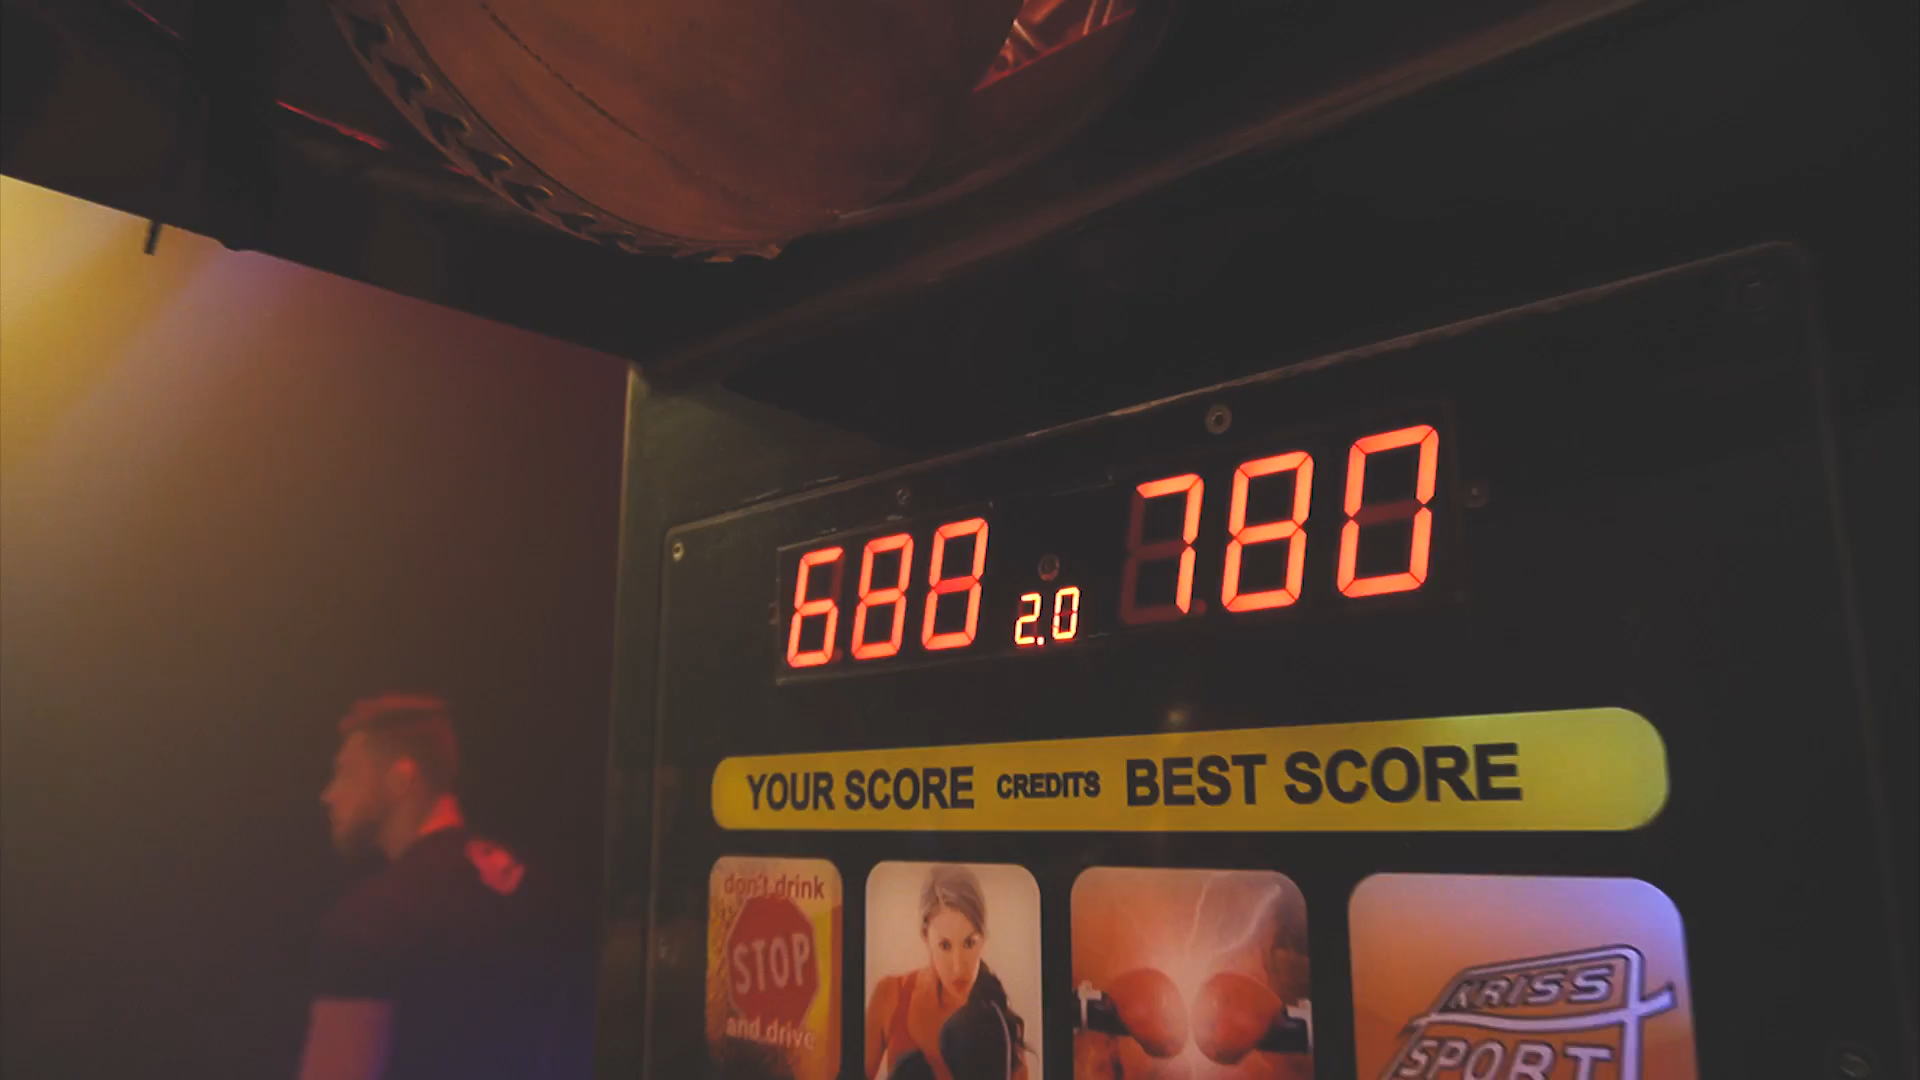 688 2.0 780
YOUR SCORE CREDITS BEST SCORE
don't drink
STOP
and drive
KRISS
SPORT